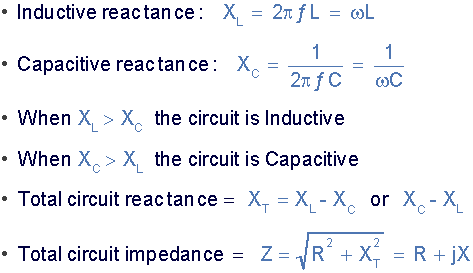 • Inductive reactance: X_L = 2πƒL = ωL
• Capacitive reactance: X_C = 1/(2πƒC) = 1/(ωC)
• When X_L > X_C the circuit is Inductive
• When X_C > X_L the circuit is Capacitive
• Total circuit reactance = X_T = X_L - X_C or X_C - X_L
• Total circuit impedance = Z = √(R² + X_T²) = R + jX